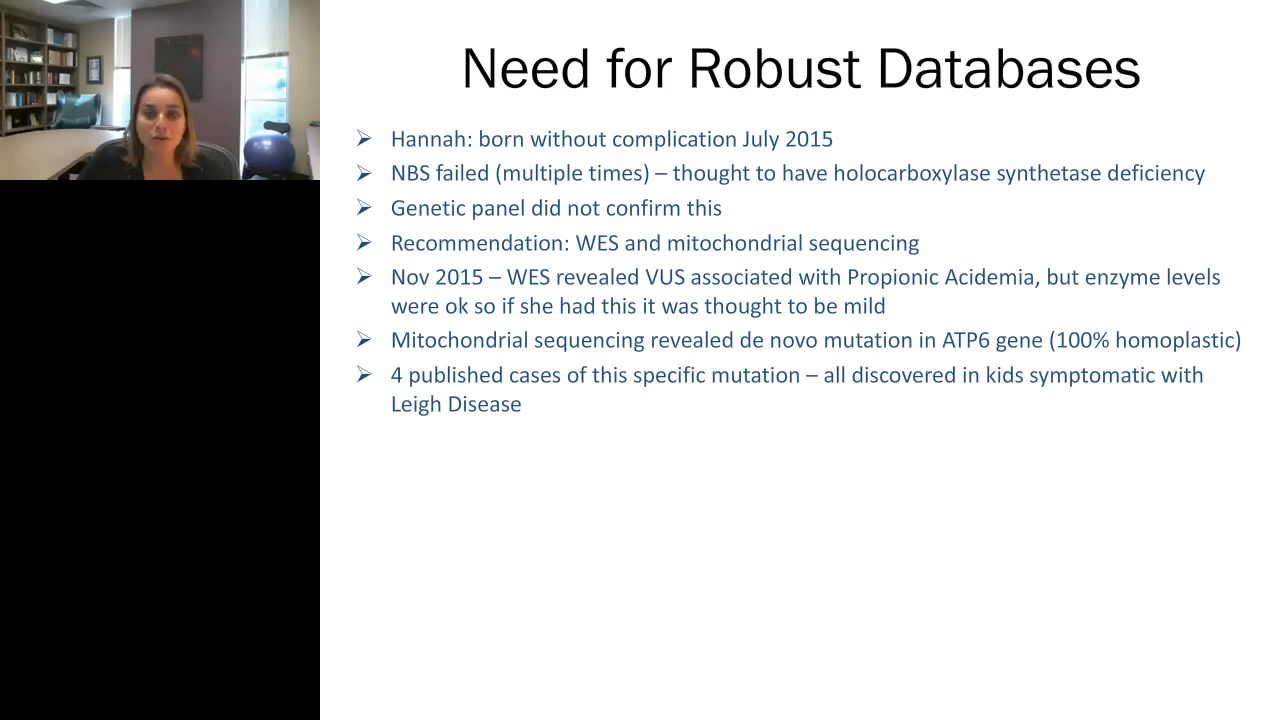 Need for Robust Databases
➢ Hannah: born without complication July 2015
➢ NBS failed (multiple times) – thought to have holocarboxylase synthetase deficiency
➢ Genetic panel did not confirm this
➢ Recommendation: WES and mitochondrial sequencing
➢ Nov 2015 – WES revealed VUS associated with Propionic Acidemia, but enzyme levels
were ok so if she had this it was thought to be mild
➢ Mitochondrial sequencing revealed de novo mutation in ATP6 gene (100% homoplastic)
➢ 4 published cases of this specific mutation – all discovered in kids symptomatic with
Leigh Disease